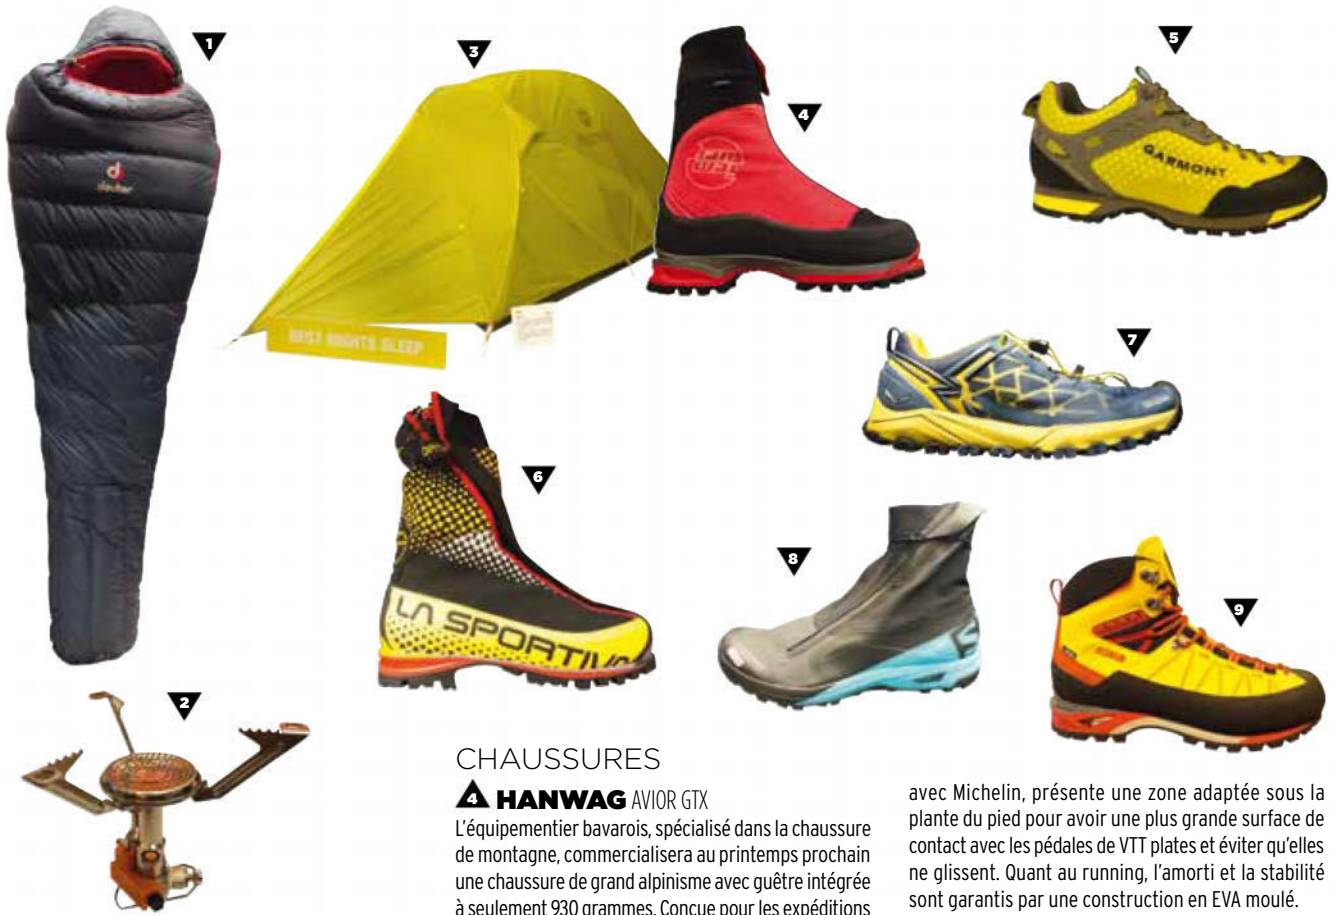 1
3
4
5
deuter
GARMONT
BEST NIGHTS SLEEP
7
6
8
9
LA SPORTIVA
2
CHAUSSURES
4 HANWAG AVIOR GTX
L'équipementier bavarois, spécialisé dans la chaussure
de montagne, commercialisera au printemps prochain
une chaussure de grand alpinisme avec guêtre intégrée
à seulement 930 grammes. Conçue pour les expéditions
avec Michelin, présente une zone adaptée sous la
plante du pied pour avoir une plus grande surface de
contact avec les pédales de VTT plates et éviter qu'elles
ne glissent. Quant au running, l'amorti et la stabilité
sont garantis par une construction en EVA moulé.